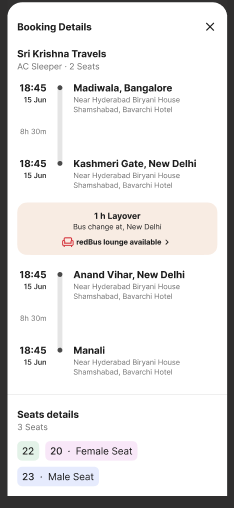 Booking Details
Sri Krishna Travels
AC Sleeper · 2 Seats
18:45 Madiwala, Bangalore
15 Jun Near Hyderabad Biryani House
Shamshabad, Bavarchi Hotel
8h 30m
18:45 Kashmeri Gate, New Delhi
15 Jun Near Hyderabad Biryani House
Shamshabad, Bavarchi Hotel
1 h Layover
Bus change at, New Delhi
redBus lounge available >
18:45 Anand Vihar, New Delhi
15 Jun Near Hyderabad Biryani House
Shamshabad, Bavarchi Hotel
8h 30m
18:45 Manali
15 Jun Near Hyderabad Biryani House
Shamshabad, Bavarchi Hotel
Seats details
3 Seats
22 20 · Female Seat
23 · Male Seat